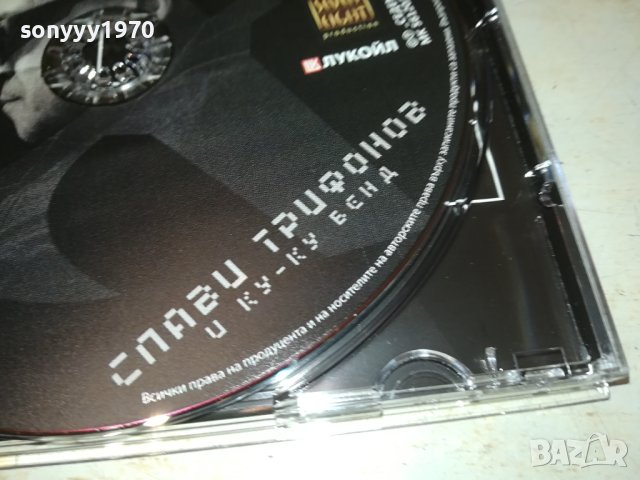 sonyyy1970
production
ЛУКОЙЛ
СЛАВИ ТРИФОНОВ
И КУ-КУ БЕНД
Всички права на продуцента и на носителите на авторските права върху записаните продукти са запазени.
BAZAR